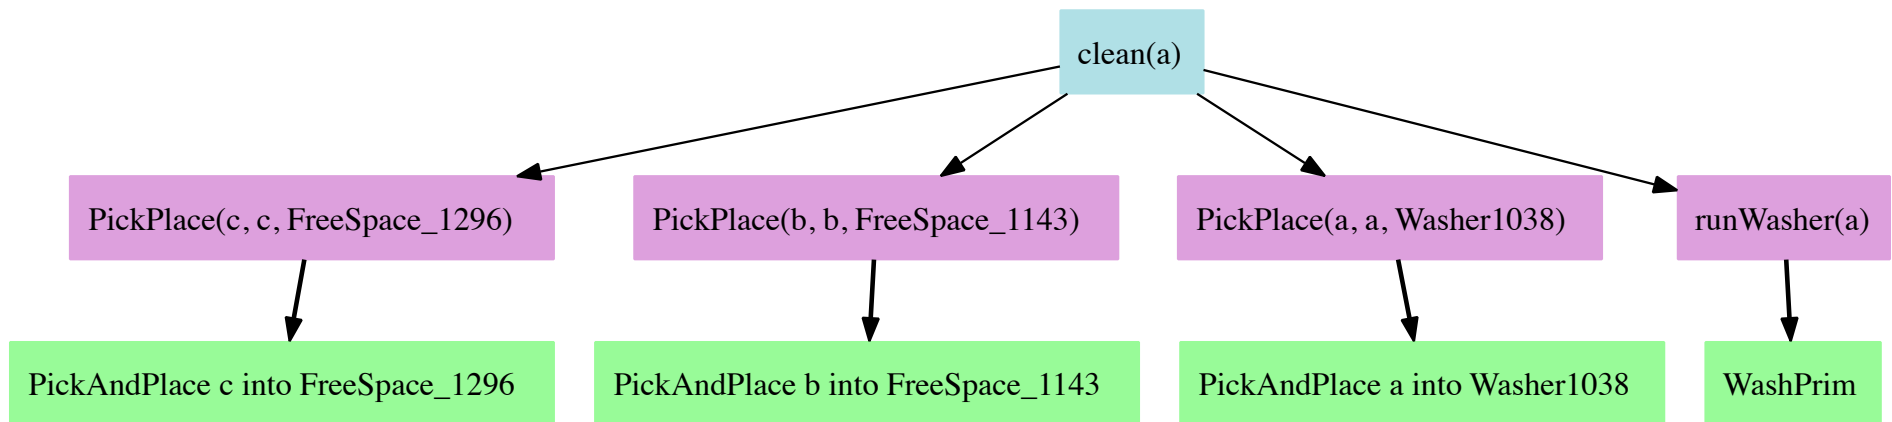 clean(a)
PickPlace(c, c, FreeSpace_1296)
PickPlace(b, b, FreeSpace_1143)
PickPlace(a, a, Washer1038)
runWasher(a)
PickAndPlace c into FreeSpace_1296
PickAndPlace b into FreeSpace_1143
PickAndPlace a into Washer1038
WashPrim